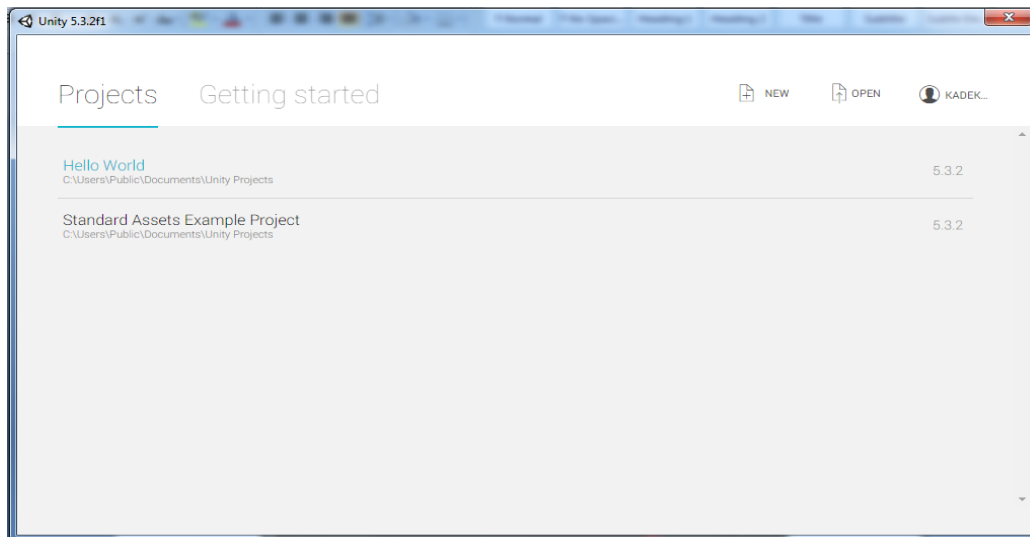 Unity 5.3.2f1
Projects Getting started NEW OPEN KADEK...
Hello World
C:\Users\Public\Documents\Unity Projects
5.3.2
Standard Assets Example Project
C:\Users\Public\Documents\Unity Projects
5.3.2